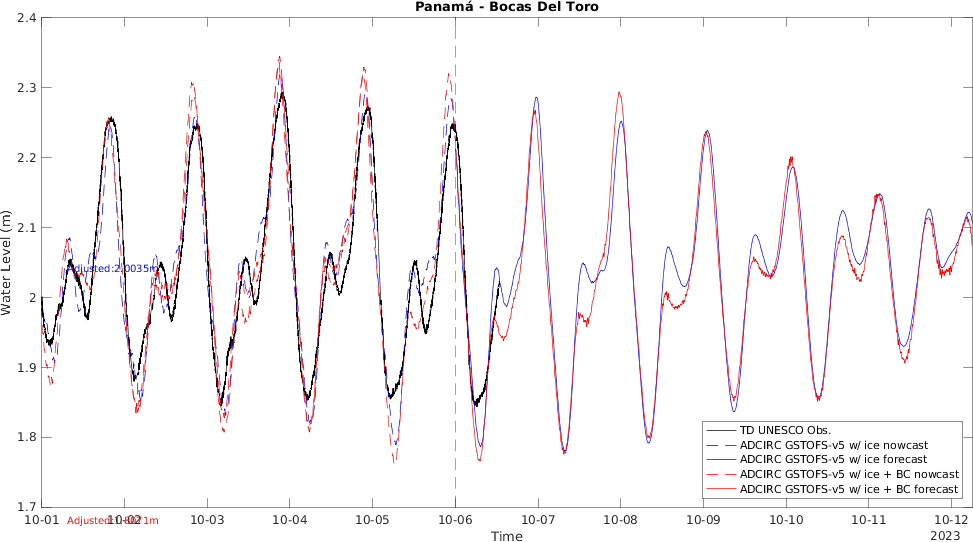 Panamá - Bocas Del Toro
Water Level (m)
2.4
2.3
2.2
2.1
2
1.9
1.8
1.7
Adjusted:2.0035m
TD UNESCO Obs.
ADCIRC GSTOFS-v5 w/ ice nowcast
ADCIRC GSTOFS-v5 w/ ice forecast
ADCIRC GSTOFS-v5 w/ ice + BC nowcast
ADCIRC GSTOFS-v5 w/ ice + BC forecast
10-01 10-02 10-03 10-04 10-05 10-06 10-07 10-08 10-09 10-10 10-11 10-12
Time
2023